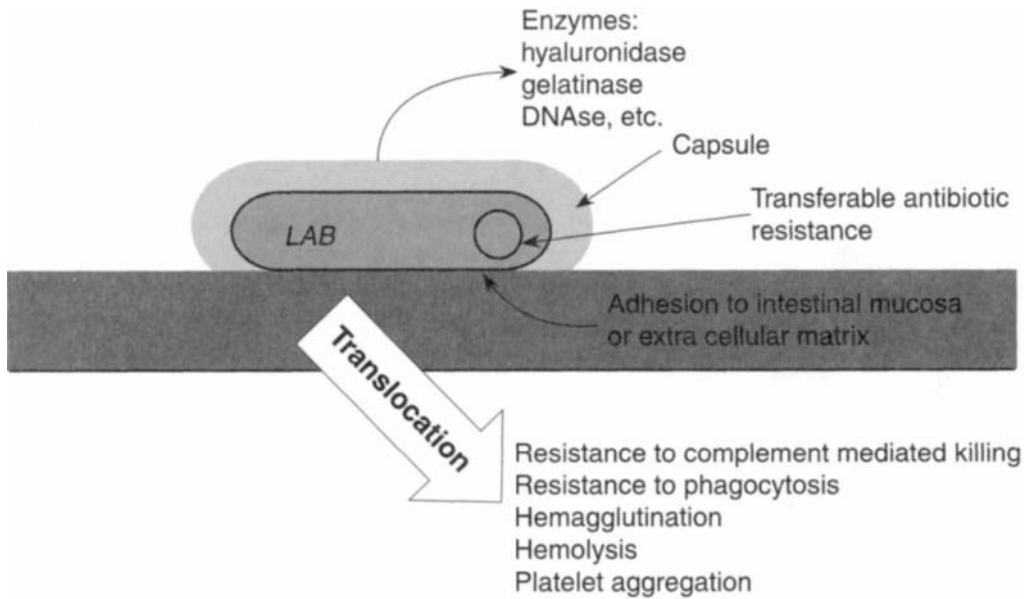 Enzymes:
hyaluronidase
gelatinase
DNAse, etc.
Capsule
Transferable antibiotic
resistance
LAB
Adhesion to intestinal mucosa
or extra cellular matrix
Translocation
Resistance to complement mediated killing
Resistance to phagocytosis
Hemagglutination
Hemolysis
Platelet aggregation